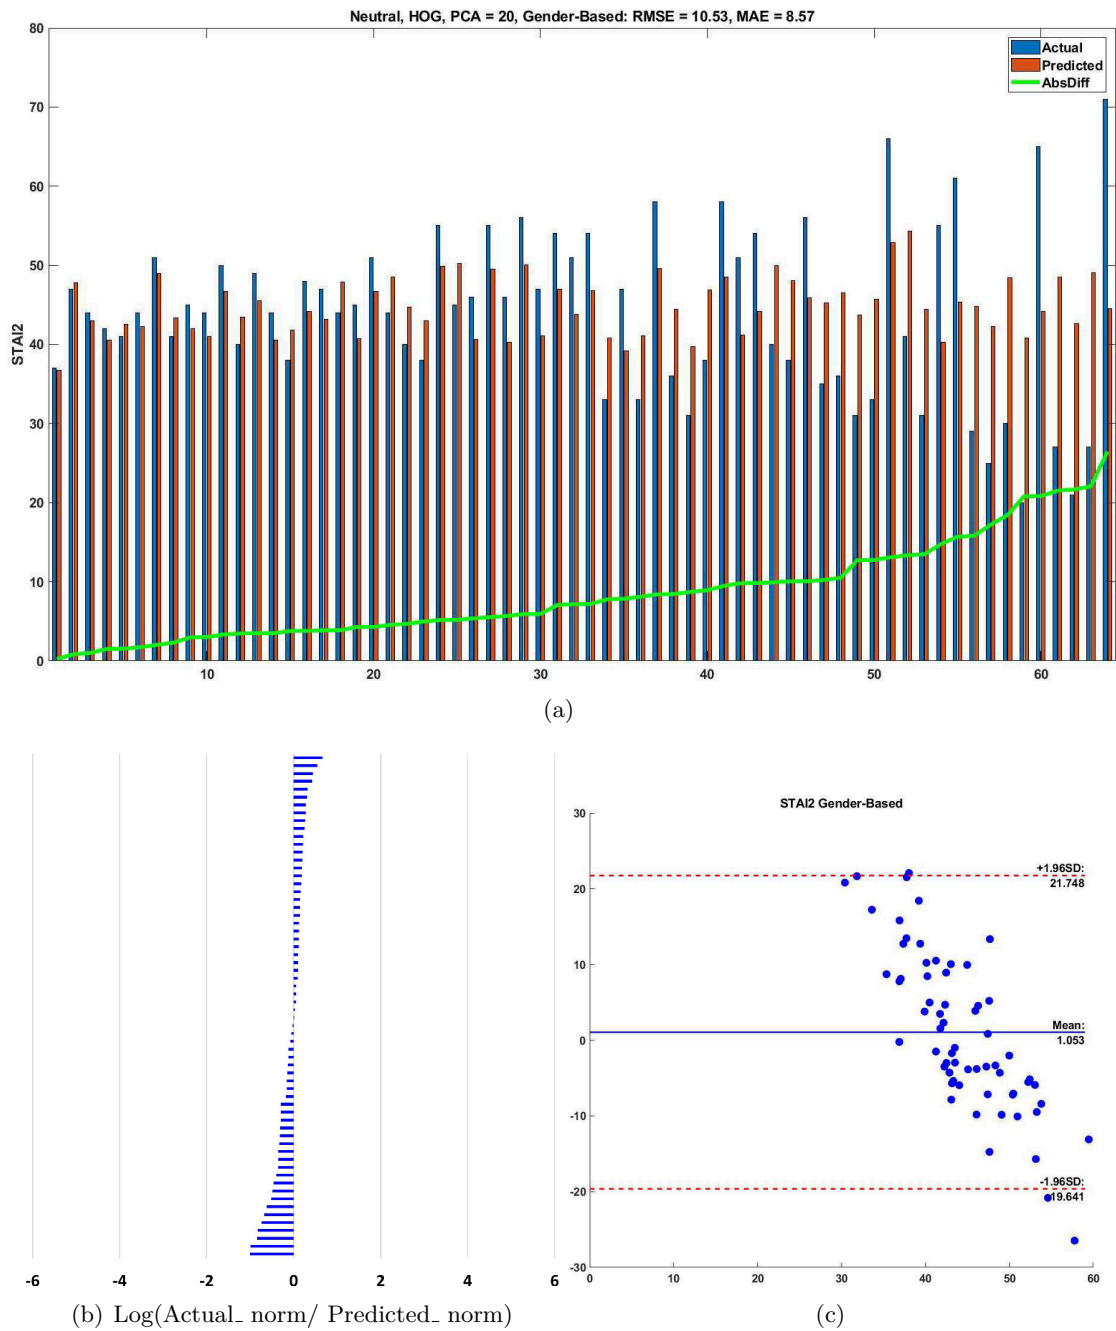 Neutral, HOG, PCA = 20, Gender-Based: RMSE = 10.53, MAE = 8.57
80
70
60
50
40
30
20
10
0
STAI2
Actual
Predicted
AbsDiff
10 20 30 40 50 60
(a)
-6 -4 -2 0 2 4 6
(b) Log(Actual_ norm/ Predicted_ norm)
STAI2 Gender-Based
30
20
10
0
-10
-20
-30
+1.96SD:
21.748
Mean:
1.053
-1.96SD:
-19.641
0 10 20 30 40 50 60
(c)